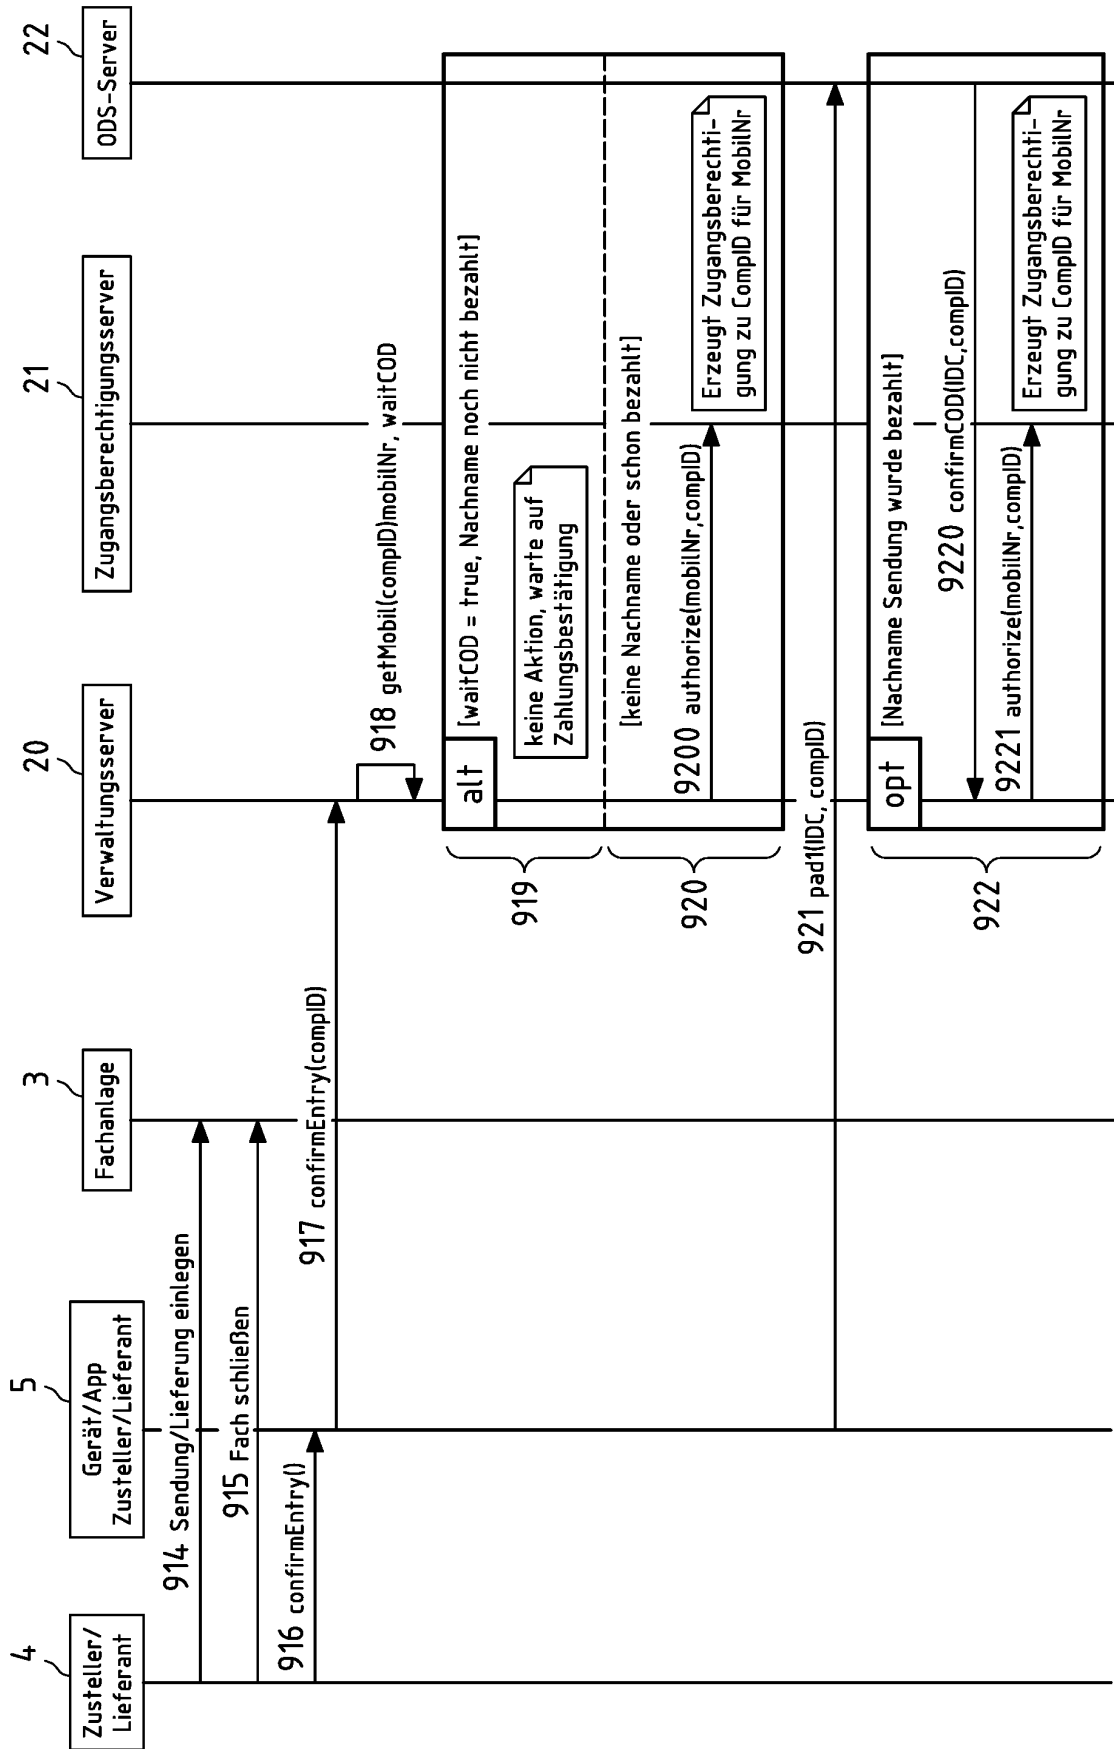 4
Zusteller/
Lieferant
5
Gerät/App
Zusteller/Lieferant
3
Fachanlage
20
Verwaltungsserver
21
Zugangsberechtigungsserver
22
ODS-Server
914 Sendung/Lieferung einlegen
915 Fach schließen
916 confirmEntry()
917 confirmEntry(compID)
918 getMobil(compID)mobilNr, waitCOD
919
alt
[waitCOD = true, Nachname noch nicht bezahlt]
keine Aktion, warte auf
Zahlungsbestätigung
920
[keine Nachname oder schon bezahlt]
9200 authorize(mobilNr,compID)
Erzeugt Zugangsberechti-
gung zu CompID für MobilNr
921 pad1(IDC, compID)
922
opt
[Nachname Sendung wurde bezahlt]
9220 confirmCOD(IDC,compID)
9221 authorize(mobilNr,compID)
Erzeugt Zugangsberechti-
gung zu CompID für MobilNr